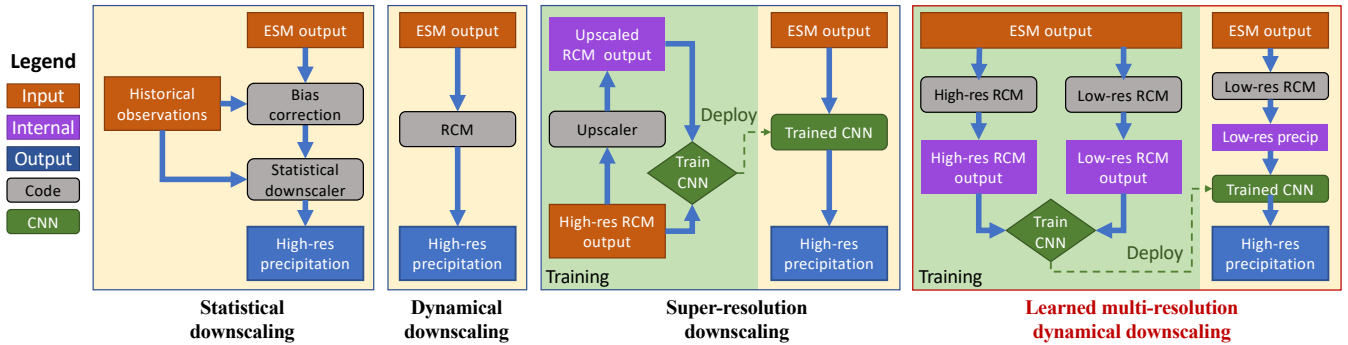 Legend
Input
Internal
Output
Code
CNN
ESM output
Historical
observations
Bias
correction
Statistical
downscaler
High-res
precipitation
Statistical
downscaling
ESM output
RCM
High-res
precipitation
Dynamical
downscaling
Upscaled
RCM output
Upscaler
High-res RCM
output
Train
CNN
Deploy
Training
ESM output
Trained CNN
High-res
precipitation
Super-resolution
downscaling
ESM output
High-res RCM
Low-res RCM
High-res RCM
output
Low-res RCM
output
Train
CNN
Deploy
Training
ESM output
Low-res RCM
Low-res precip
Trained CNN
High-res
precipitation
Learned multi-resolution
dynamical downscaling